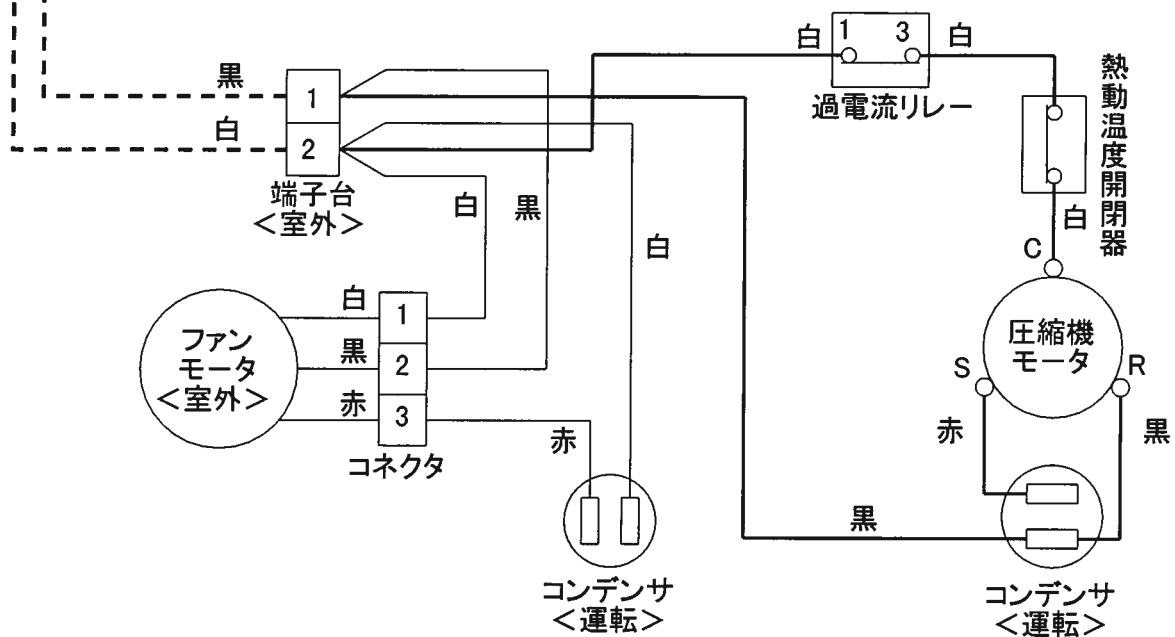 黒
白
1
2
端子台
<室外>
白
黒
白
白
1 3
白
過電流リレー
熱動温度開閉器
白
C
圧縮機
モータ
S
R
赤
黒
黒
コンデンサ
<運転>
ファン
モータ
<室外>
白
黒
赤
1
2
3
コネクタ
赤
コンデンサ
<運転>